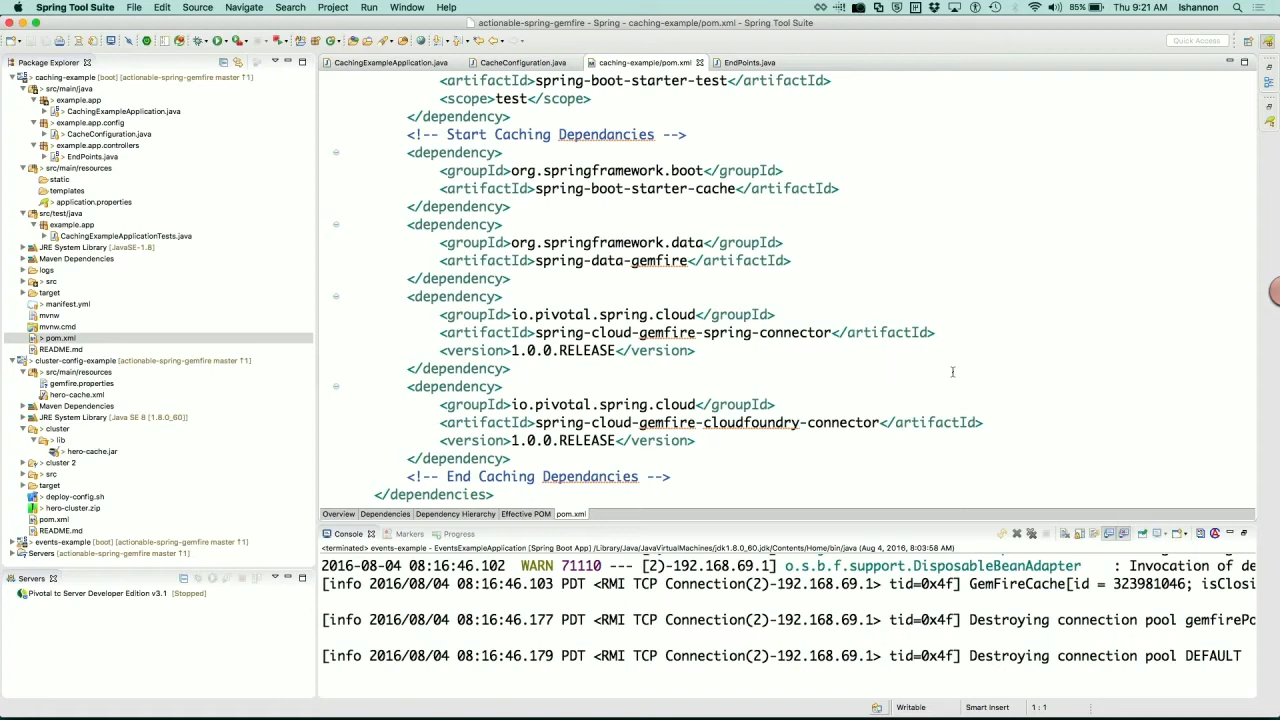 Spring Tool Suite File Edit Source Navigate Search Project Run Window Help 85% Thu 9:21 AM lshannon
actionable-spring-gemfire - Spring - caching-example/pom.xml - Spring Tool Suite
Quick Access
Package Explorer
> caching-example [boot] [actionable-spring-gemfire master ↑1]
> src/main/java
> example.app
> CachingExampleApplication.java
> example.app.config
> CacheConfiguration.java
> example.app.controllers
> EndPoints.java
> src/main/resources
static
templates
> application.properties
> src/test/java
example.app
> CachingExampleApplicationTests.java
JRE System Library [JavaSE-1.8]
Maven Dependencies
> logs
> src
> target
> manifest.yml
mvnw
mvnw.cmd
> pom.xml
README.md
> cluster-config-example [actionable-spring-gemfire master ↑1]
> src/main/resources
gemfire.properties
hero-cache.xml
Maven Dependencies
JRE System Library [Java SE 8 [1.8.0_60]]
> cluster
> lib
> hero-cache.jar
> cluster 2
> src
target
> deploy-config.sh
> hero-cluster.zip
pom.xml
README.md
> events-example [boot] [actionable-spring-gemfire master ↑1]
> Servers [actionable-spring-gemfire master ↑1]
Servers
Pivotal tc Server Developer Edition v3.1 [Stopped]
CachingExampleApplication.java CacheConfiguration.java caching-example/pom.xml EndPoints.java
<artifactId>spring-boot-starter-test</artifactId>
<scope>test</scope>
</dependency>
<!-- Start Caching Dependancies -->
<dependency>
<groupId>org.springframework.boot</groupId>
<artifactId>spring-boot-starter-cache</artifactId>
</dependency>
<dependency>
<groupId>org.springframework.data</groupId>
<artifactId>spring-data-gemfire</artifactId>
</dependency>
<dependency>
<groupId>io.pivotal.spring.cloud</groupId>
<artifactId>spring-cloud-gemfire-spring-connector</artifactId>
<version>1.0.0.RELEASE</version>
</dependency>
<dependency>
<groupId>io.pivotal.spring.cloud</groupId>
<artifactId>spring-cloud-gemfire-cloudfoundry-connector</artifactId>
<version>1.0.0.RELEASE</version>
</dependency>
<!-- End Caching Dependancies -->
</dependencies>
Overview Dependencies Dependency Hierarchy Effective POM pom.xml
Console Markers Progress
<terminated> events-example - EventsExampleApplication [Spring Boot App] /Library/Java/JavaVirtualMachines/jdk1.8.0_60.jdk/Contents/Home/bin/java (Aug 4, 2016, 8:03:58 AM)
2016-08-04 08:16:46.102 WARN 71110 --- [2)-192.168.69.1] o.s.b.f.support.DisposableBeanAdapter : Invocation of de
[info 2016/08/04 08:16:46.103 PDT <RMI TCP Connection(2)-192.168.69.1> tid=0x4f] GemFireCache[id = 323981046; isClosi
[info 2016/08/04 08:16:46.177 PDT <RMI TCP Connection(2)-192.168.69.1> tid=0x4f] Destroying connection pool gemfirePo
[info 2016/08/04 08:16:46.179 PDT <RMI TCP Connection(2)-192.168.69.1> tid=0x4f] Destroying connection pool DEFAULT
Writable Smart Insert 1 : 1